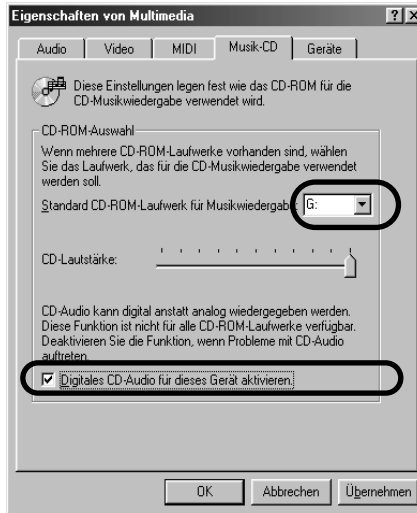 Eigenschaften von Multimedia
Audio Video MIDI Musik-CD Geräte
Diese Einstellungen legen fest wie das CD-ROM für die
CD-Musikwiedergabe verwendet wird.
CD-ROM-Auswahl
Wenn mehrere CD-ROM-Laufwerke vorhanden sind, wählen
Sie das Laufwerk, das für die CD-Musikwiedergabe verwendet
werden soll.
Standard CD-ROM-Laufwerk für Musikwiedergabe: G:
CD-Lautstärke:
CD-Audio kann digital anstatt analog wiedergegeben werden.
Diese Funktion ist nicht für alle CD-ROM-Laufwerke verfügbar.
Deaktivieren Sie die Funktion, wenn Probleme mit CD-Audio
auftreten.
Digitales CD-Audio für dieses Gerät aktivieren.
OK Abbrechen Übernehmen